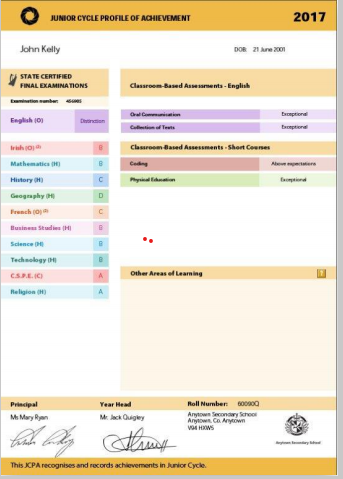 JUNIOR CYCLE PROFILE OF ACHIEVEMENT 2017
John Kelly DOB: 21 June 2001
STATE CERTIFIED
FINAL EXAMINATIONS
Examination number: 456985
English (O) Distinction
Irish (O) B
Mathematics (H) B
History (H) C
Geography (H) D
French (O) C
Business Studies (H) B
Science (H) B
Technology (H) B
C.S.P.E. (C) A
Religion (H) A
Classroom-Based Assessments - English
Oral Communication Exceptional
Collection of Texts Exceptional
Classroom-Based Assessments - Short Courses
Coding Above expectations
Physical Education Exceptional
Other Areas of Learning
Principal
Ms Mary Ryan
Year Head
Mr. Jack Quigley
Roll Number: 60090Q
Anytown Secondary School
Anytown, Co. Anytown
V94 HXW5
Anytown Secondary School
This JCPA recognises and records achievements in Junior Cycle.